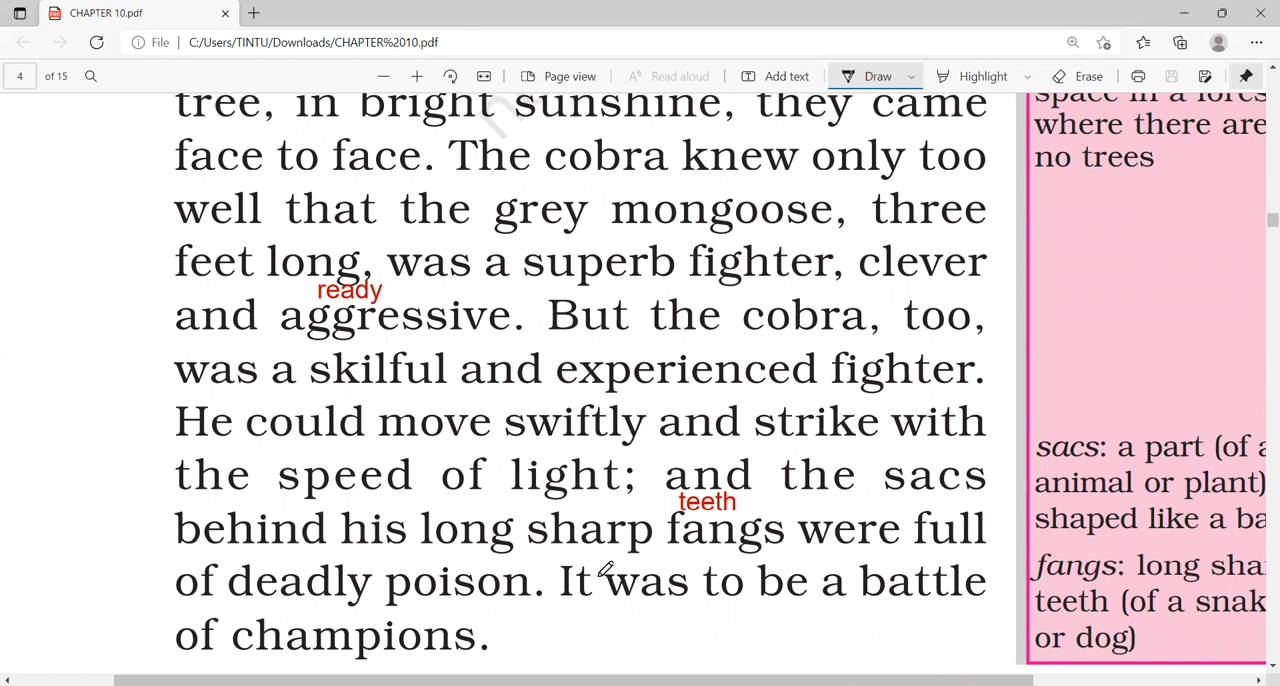 CHAPTER 10.pdf
File | C:/Users/TINTU/Downloads/CHAPTER%2010.pdf
4 of 15 Page view Read aloud Add text Draw Highlight Erase
tree, in bright sunshine, they came
face to face. The cobra knew only too
well that the grey mongoose, three
feet long, was a superb fighter, clever
ready
and aggressive. But the cobra, too,
was a skilful and experienced fighter.
He could move swiftly and strike with
the speed of light; and the sacs
teeth
behind his long sharp fangs were full
of deadly poison. It was to be a battle
of champions.
space in a fores
where there are
no trees
sacs: a part (of a
animal or plant)
shaped like a ba
fangs: long sha
teeth (of a snak
or dog)